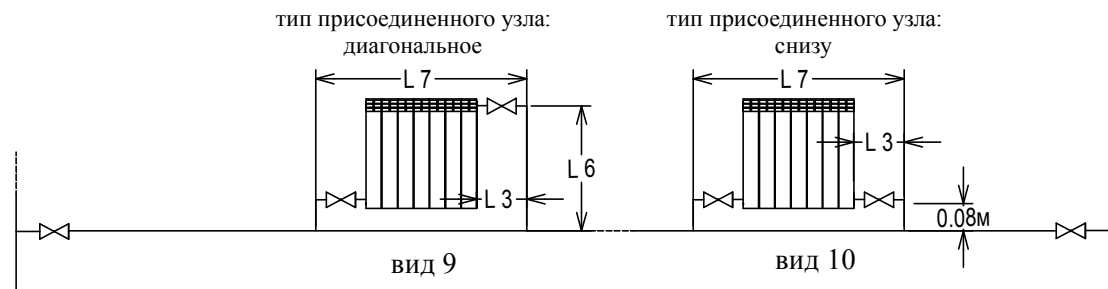 тип присоединенного узла:
диагональное
L 7
L 6
L 3
вид 9
тип присоединенного узла:
снизу
L 7
L 3
0.08м
вид 10